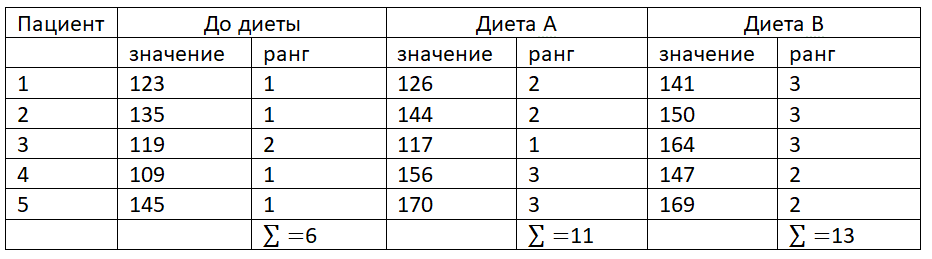 Пациент До диеты Диета A Диета B
значение ранг значение ранг значение ранг
1 123 1 126 2 141 3
2 135 1 144 2 150 3
3 119 2 117 1 164 3
4 109 1 156 3 147 2
5 145 1 170 3 169 2
∑ =6 ∑ =11 ∑ =13